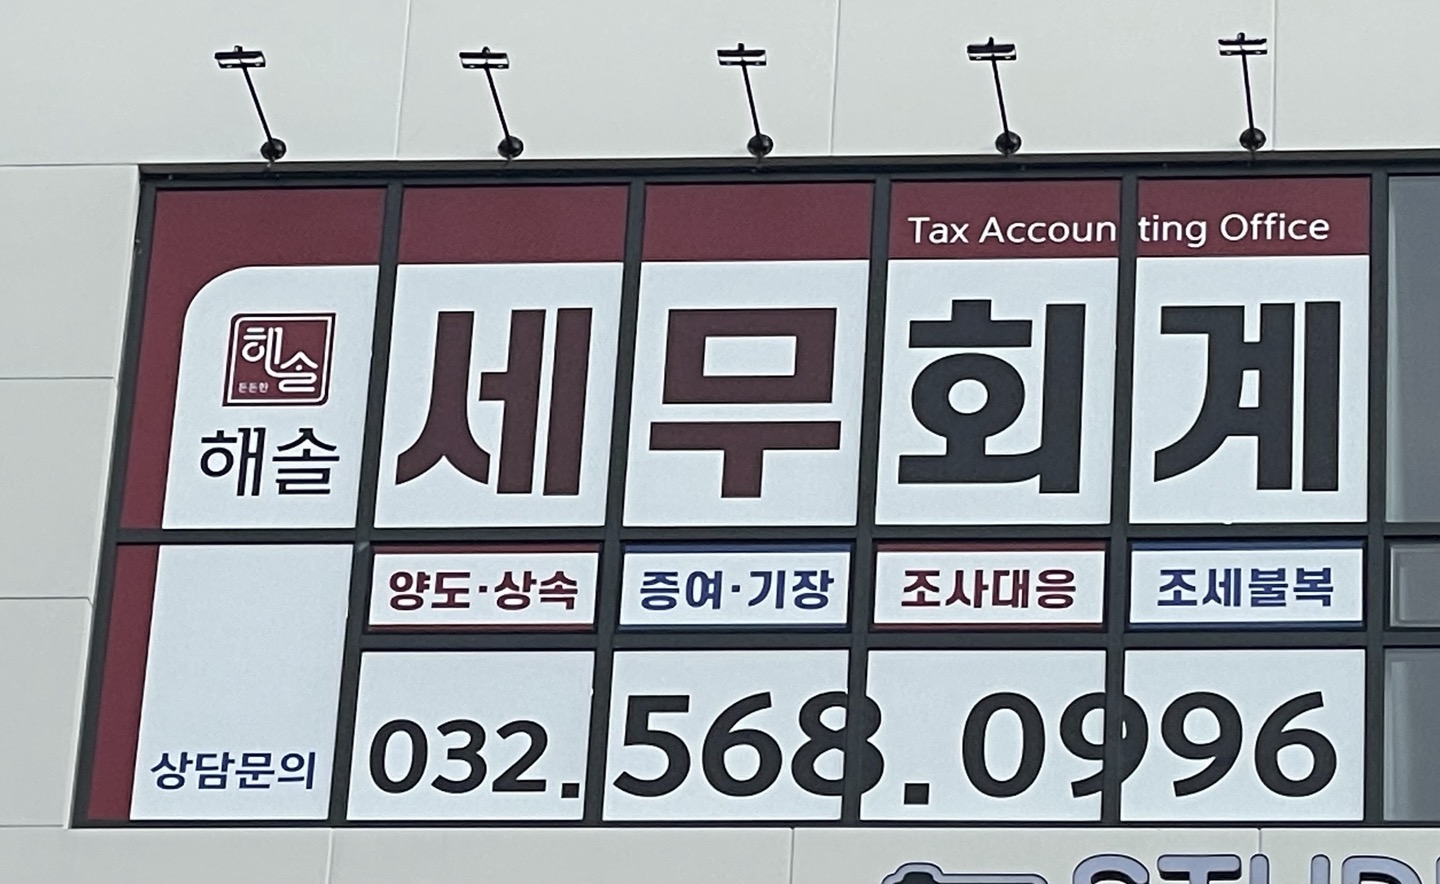 Tax Accounting Office
해솔
든든한
해솔
세무회계
양도·상속
증여·기장
조사대응
조세불복
상담문의
032.568.0996